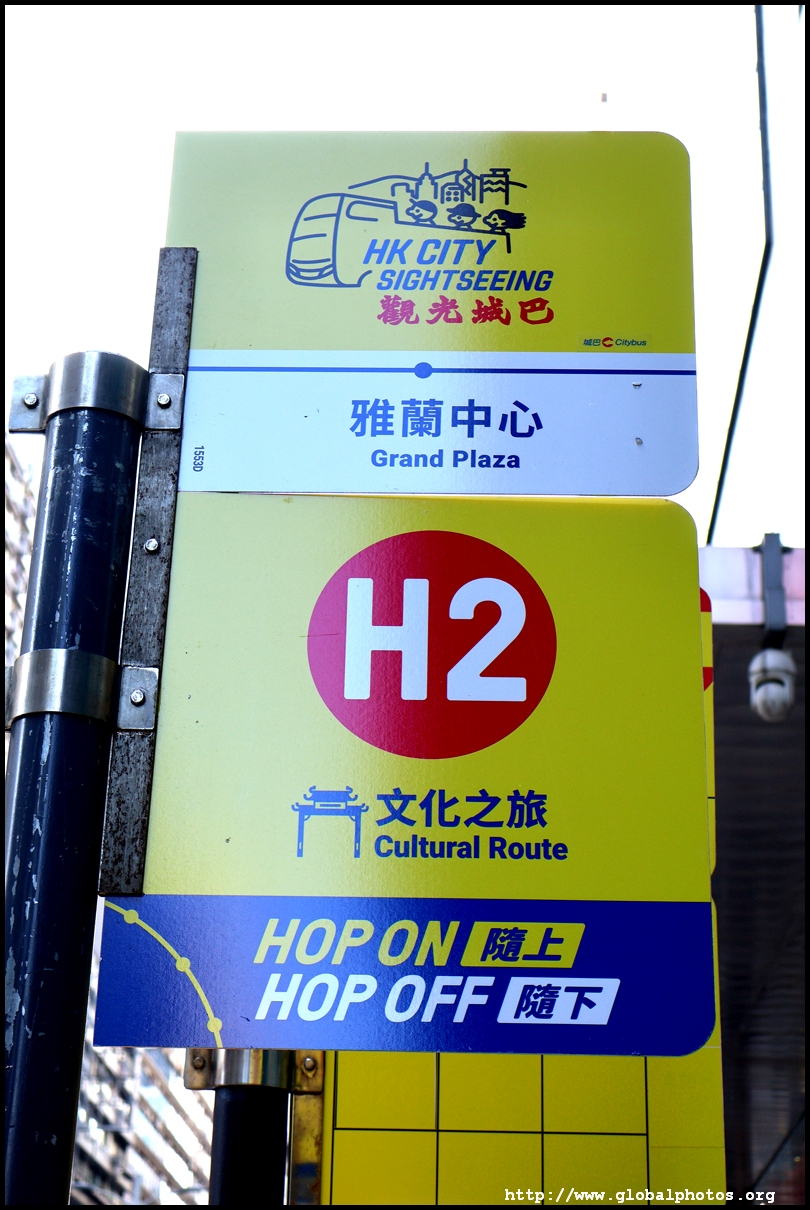 HK CITY
SIGHTSEEING
觀光城巴
城巴 Citybus
雅蘭中心
Grand Plaza
1553D
H2
文化之旅
Cultural Route
HOP ON 隨上
HOP OFF 隨下
http://www.globalphotos.org